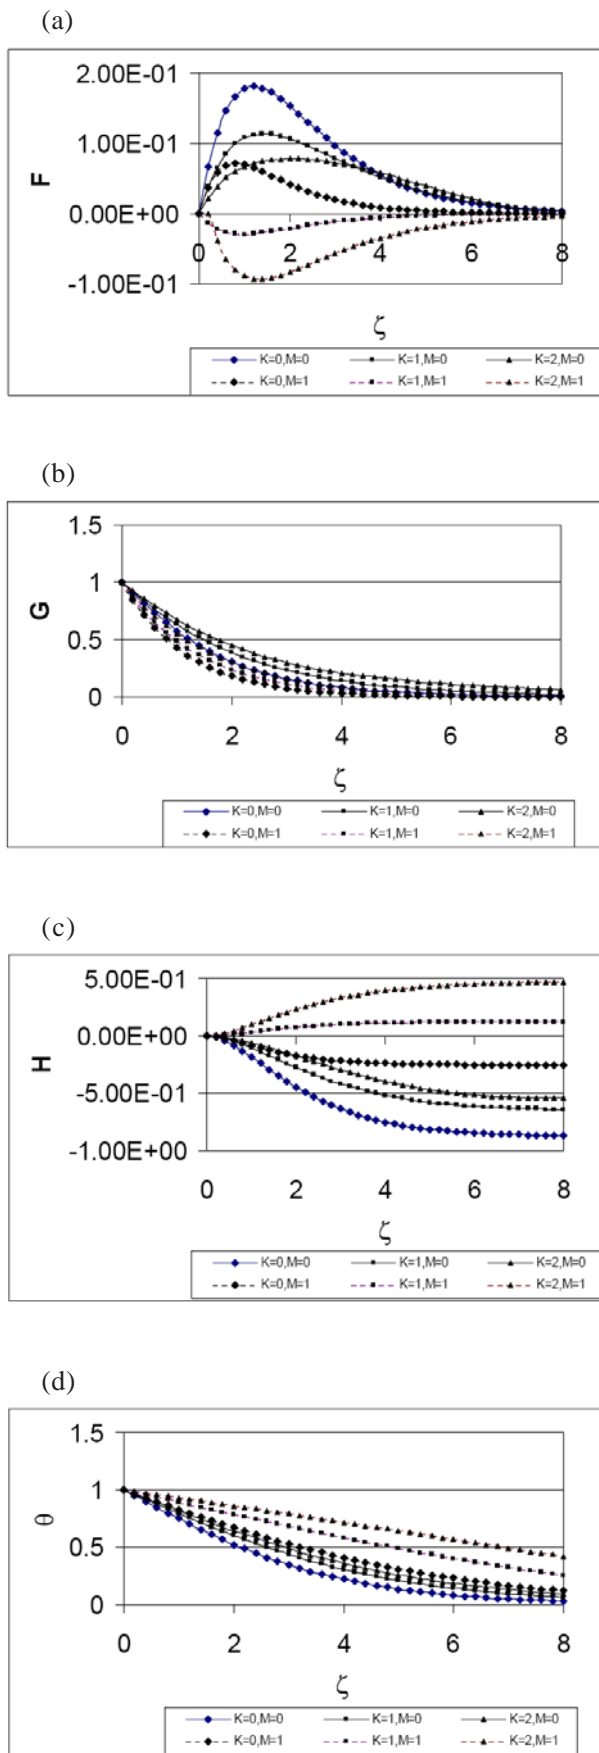 (a)
2.00E-01
1.00E-01
0.00E+00
-1.00E-01
F
0 2 4 6 8
ζ
K=0,M=0 K=1,M=0 K=2,M=0
K=0,M=1 K=1,M=1 K=2,M=1
(b)
1.5
1
0.5
0
G
0 2 4 6 8
ζ
K=0,M=0 K=1,M=0 K=2,M=0
K=0,M=1 K=1,M=1 K=2,M=1
(c)
5.00E-01
0.00E+00
-5.00E-01
-1.00E+00
H
0 2 4 6 8
ζ
K=0,M=0 K=1,M=0 K=2,M=0
K=0,M=1 K=1,M=1 K=2,M=1
(d)
1.5
1
0.5
0
θ
0 2 4 6 8
ζ
K=0,M=0 K=1,M=0 K=2,M=0
K=0,M=1 K=1,M=1 K=2,M=1